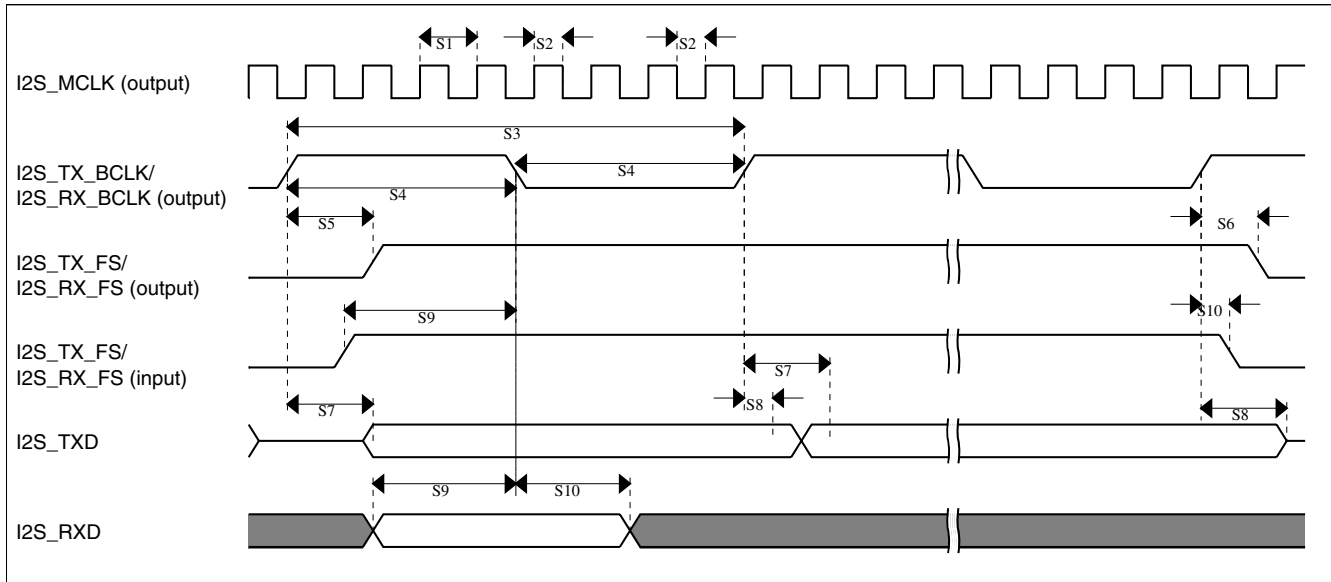 S1
S2
S2
I2S_MCLK (output)
S3
I2S_TX_BCLK/
I2S_RX_BCLK (output)
S4
S4
S5
S6
I2S_TX_FS/
I2S_RX_FS (output)
S9
S10
I2S_TX_FS/
I2S_RX_FS (input)
S7
S7
S8
S8
I2S_TXD
S9
S10
I2S_RXD